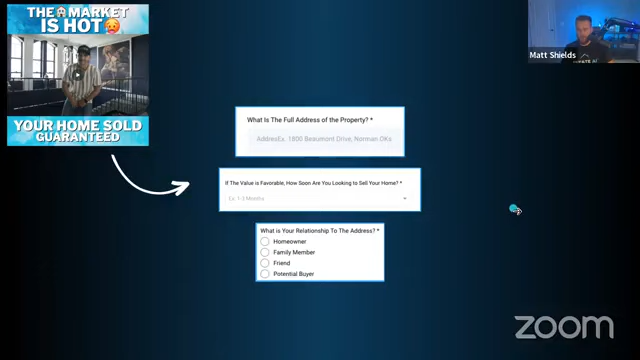 THE MARKET
IS HOT
YOUR HOME SOLD
GUARANTEED
Matt Shields
What Is The Full Address of the Property? *
AddresEx. 1800 Beaumont Drive, Norman OKs
If The Value is Favorable, How Soon Are You Looking to Sell Your Home? *
Ex. 1-3 Months
What is Your Relationship To The Address? *
Homeowner
Family Member
Friend
Potential Buyer
zoom